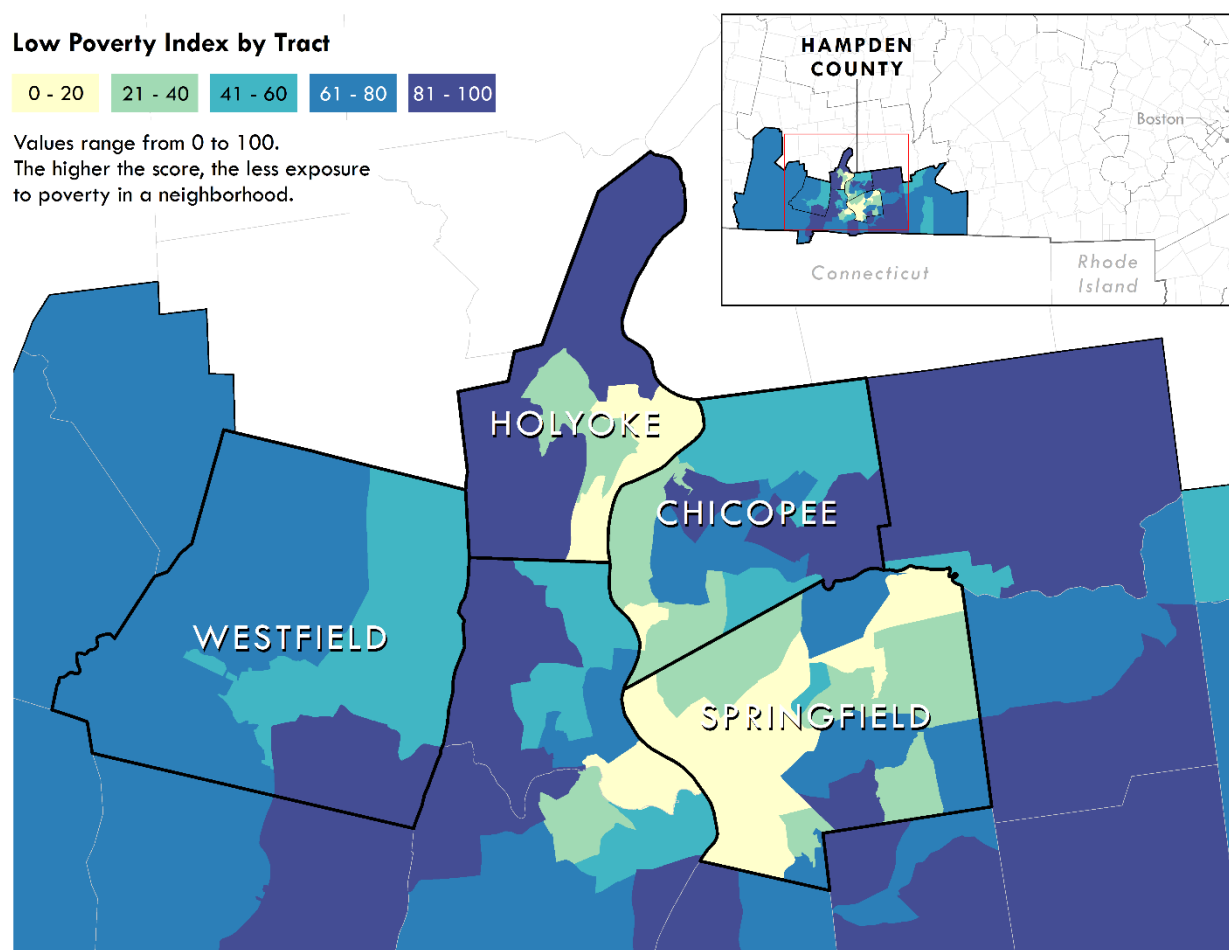 Low Poverty Index by Tract
0 - 20
21 - 40
41 - 60
61 - 80
81 - 100
Values range from 0 to 100.
The higher the score, the less exposure
to poverty in a neighborhood.
HAMPDEN
COUNTY
Boston
Connecticut
Rhode
Island
HOLYOKE
CHICOPEE
WESTFIELD
SPRINGFIELD